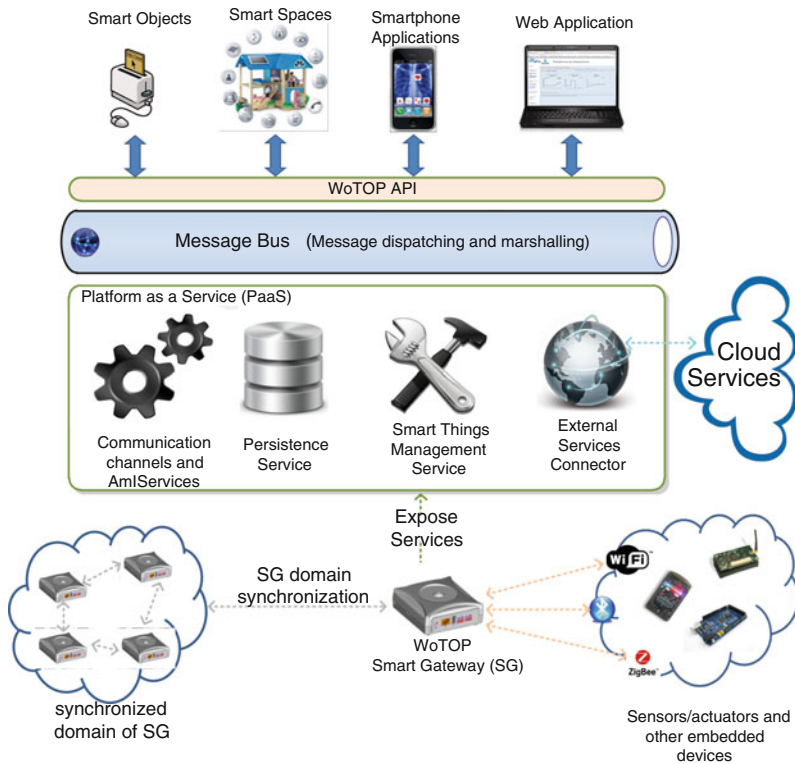 Smart Objects
Smart Spaces
Smartphone
Applications
Web Application
WoTOP API
Message Bus (Message dispatching and marshalling)
Platform as a Service (PaaS)
Communication
channels and
AmIServices
Persistence
Service
Smart Things
Management
Service
External
Services
Connector
Cloud
Services
Expose
Services
SG domain
synchronization
WoTOP
Smart Gateway (SG)
WiFi
ZigBee
synchronized
domain of SG
Sensors/actuators and
other embedded
devices